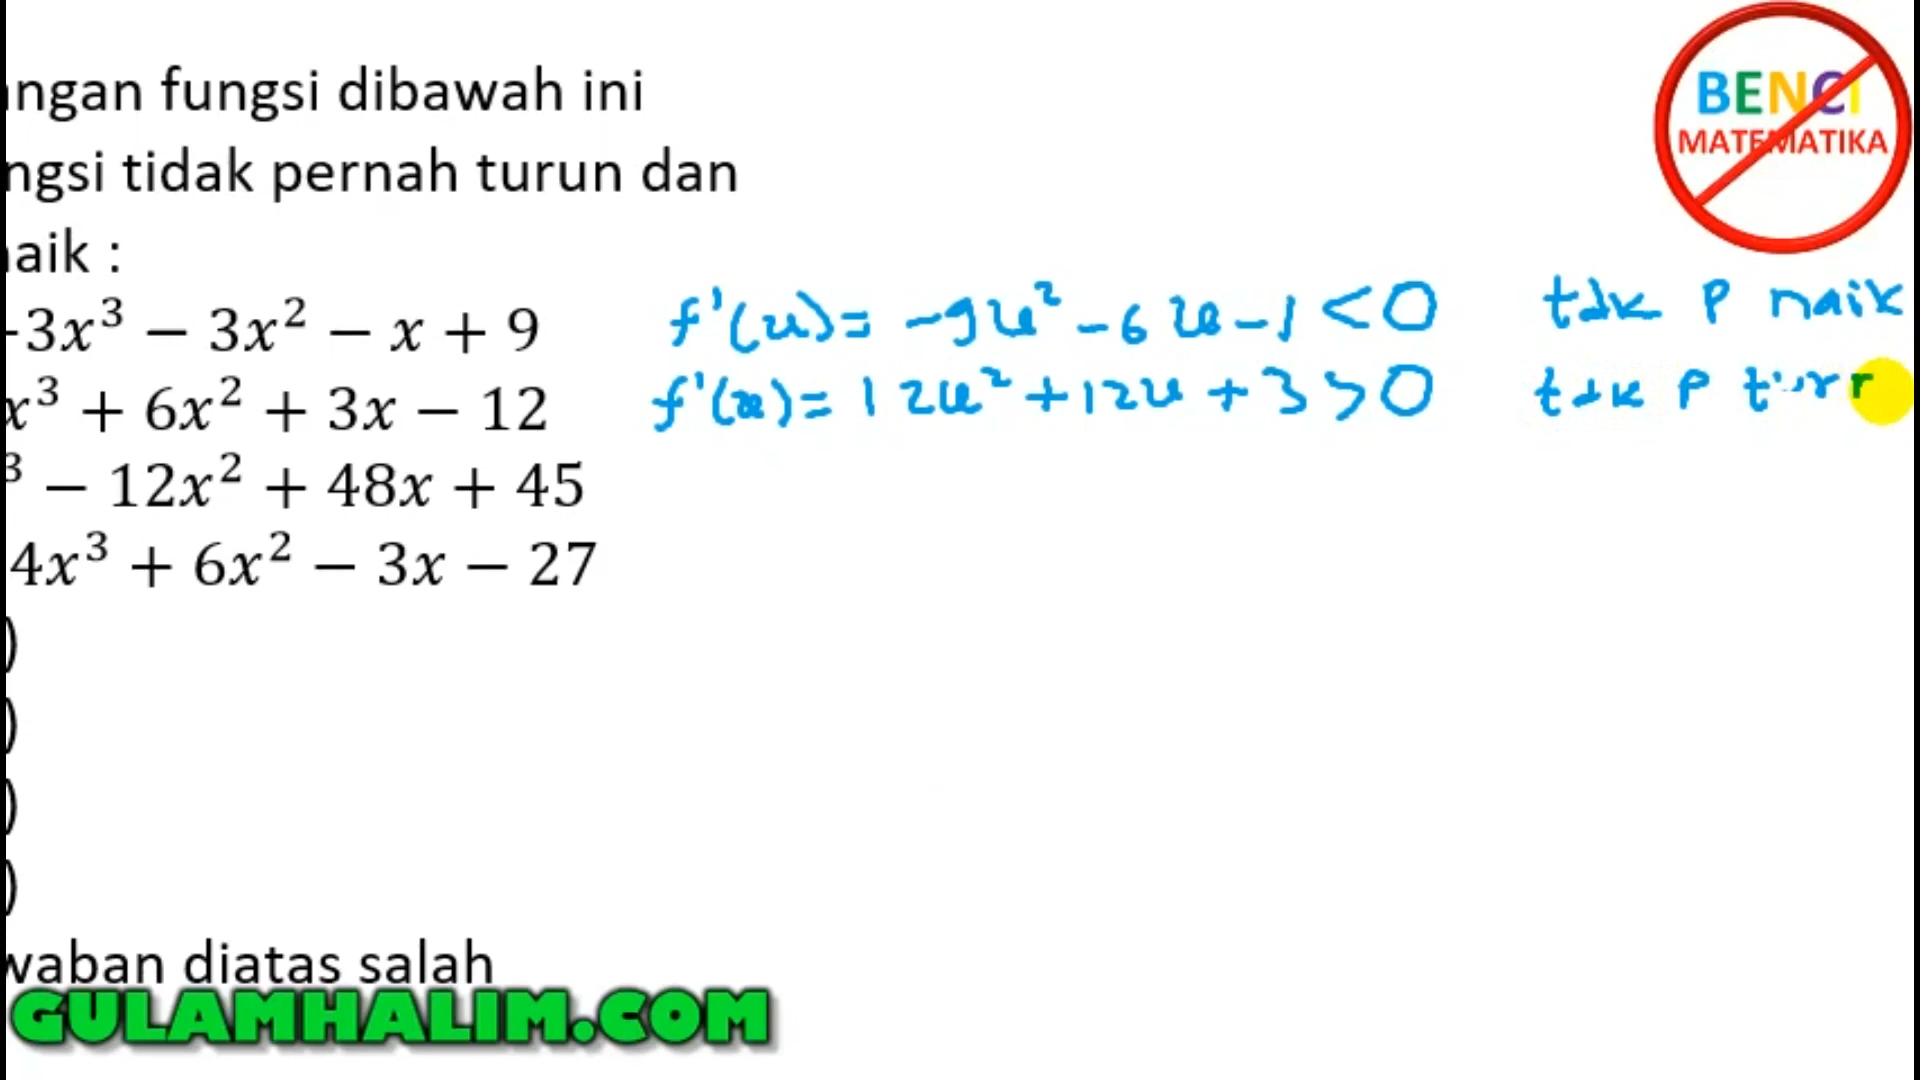 ngan fungsi dibawah ini
ngsi tidak pernah turun dan
aik :
-3x³ − 3x² − x + 9
x³ + 6x² + 3x − 12
³ − 12x² + 48x + 45
4x³ + 6x² − 3x − 27
)
)
)
)
waban diatas salah
f'(x) = -9x² - 6x - 1 < 0 tdk P naik
f'(x) = 12x² + 12x + 3 > 0 tdk P turr
BENCI
MATEMATIKA
GULAMHALIM.COM